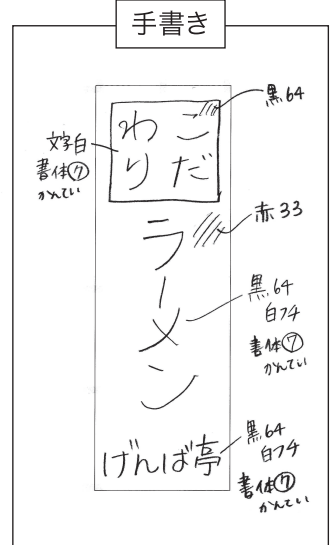 手書き
こだ
わり
ラーメン
げんば亭
黒64
文字白
書体⑦
かんてい
赤33
黒64
白フチ
書体⑦
かんてい
黒64
白フチ
書体⑦
かんてい